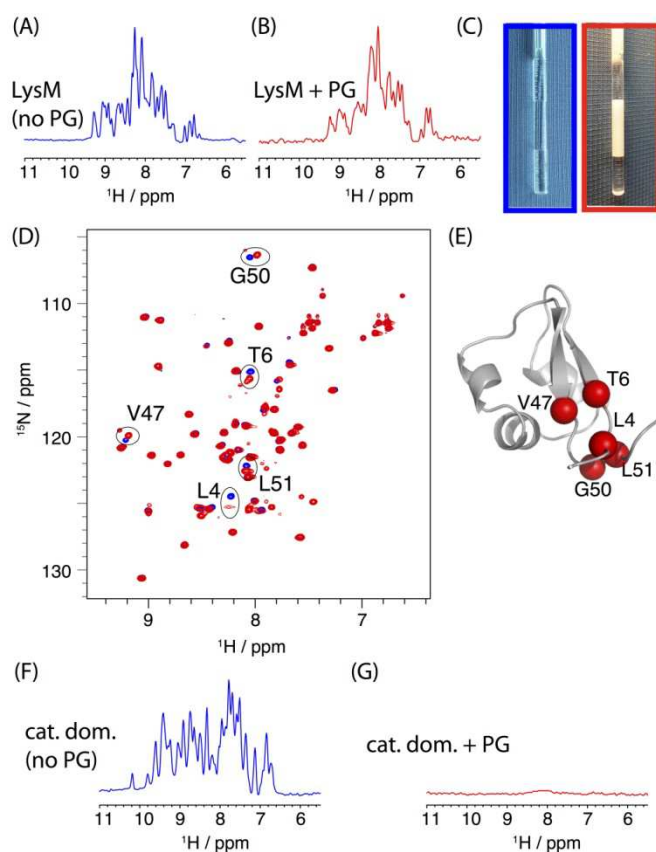 (A)
(B)
(C)
LysM
(no PG)
LysM + PG
11 10 9 8 7 6
¹H / ppm
11 10 9 8 7 6
¹H / ppm
(D)
(E)
G50
T6
V47
L4
L51
110
120
130
¹⁵N / ppm
9 8 7
¹H / ppm
V47
T6
L4
L51
G50
(F)
(G)
cat. dom.
(no PG)
cat. dom. + PG
11 10 9 8 7 6
¹H / ppm
11 10 9 8 7 6
¹H / ppm